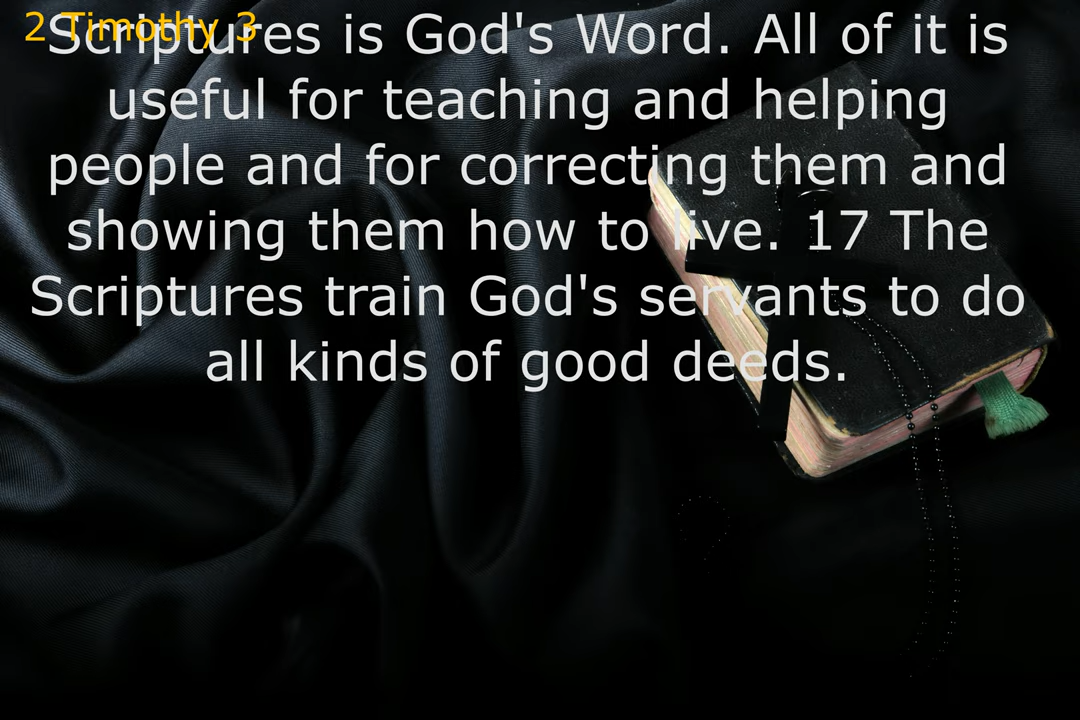 2 Timothy 3
Scriptures is God's Word. All of it is
useful for teaching and helping
people and for correcting them and
showing them how to live. 17 The
Scriptures train God's servants to do
all kinds of good deeds.